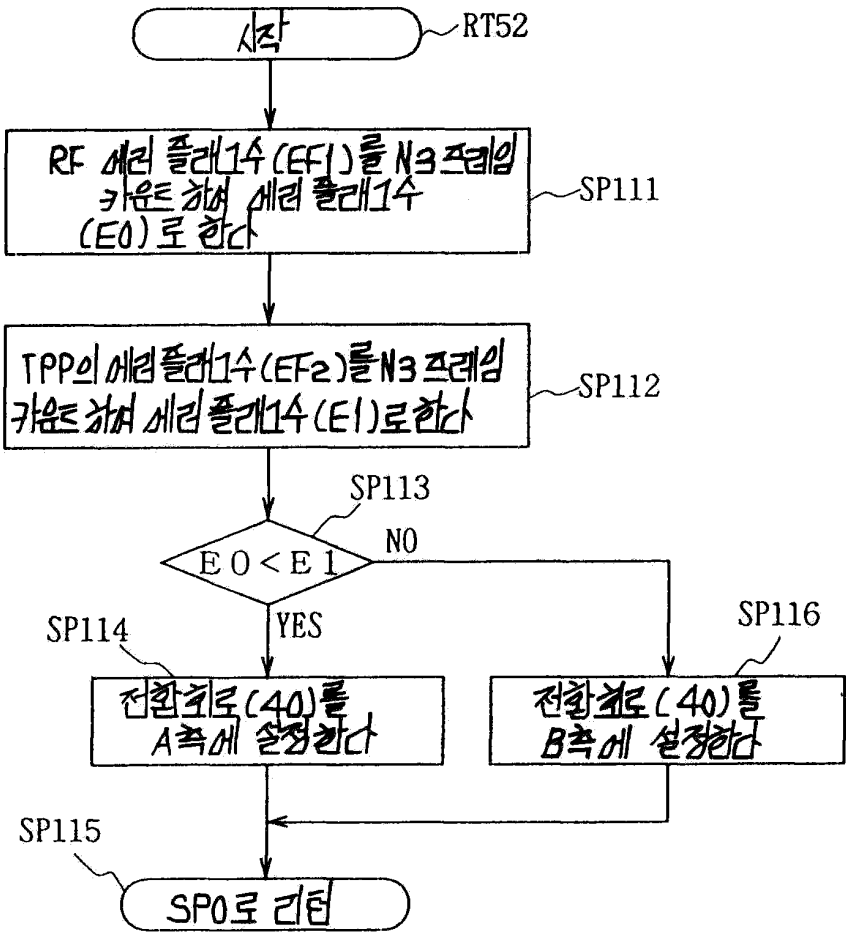 시작
RT52
RF 에러 플래그수(EF1)를 N3 프레임
카운트 하여 에러 플래그수
(E0)로 한다
SP111
TPP의 에러플래그수(EF2)를 N3 프레임
카운트 하여 에러 플래그수(E1)로한다
SP112
SP113
E0<E1
NO
YES
SP114
전환회로(40)를
A측에 설정한다
SP116
전환회로(40)를
B측에 설정한다
SP115
SP0로 리턴